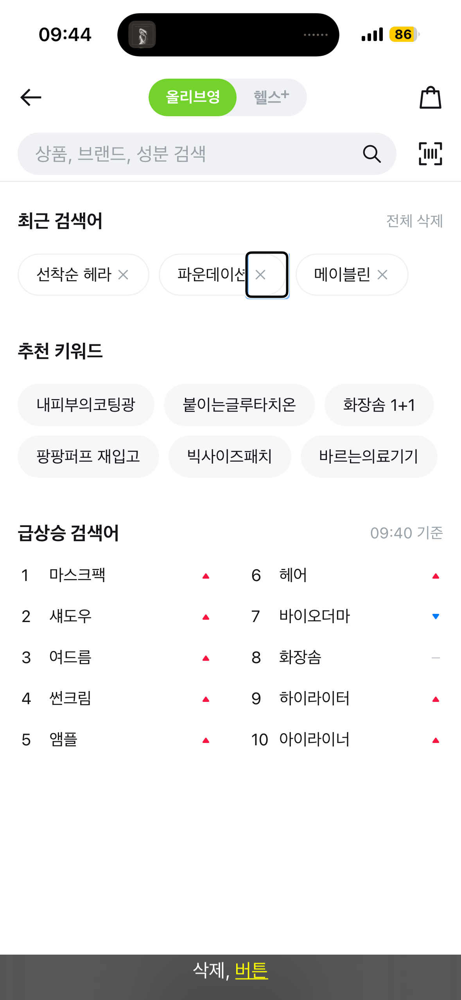 09:44
86
올리브영 헬스+
상품, 브랜드, 성분 검색
최근 검색어 전체 삭제
선착순 헤라 파운데이션 메이블린
추천 키워드
내피부의코팅광 붙이는글루타치온 화장솜 1+1
팡팡퍼프 재입고 빅사이즈패치 바르는의료기기
급상승 검색어 09:40 기준
1 마스크팩
2 섀도우
3 여드름
4 썬크림
5 앰플
6 헤어
7 바이오더마
8 화장솜
9 하이라이터
10 아이라이너
삭제, 버튼